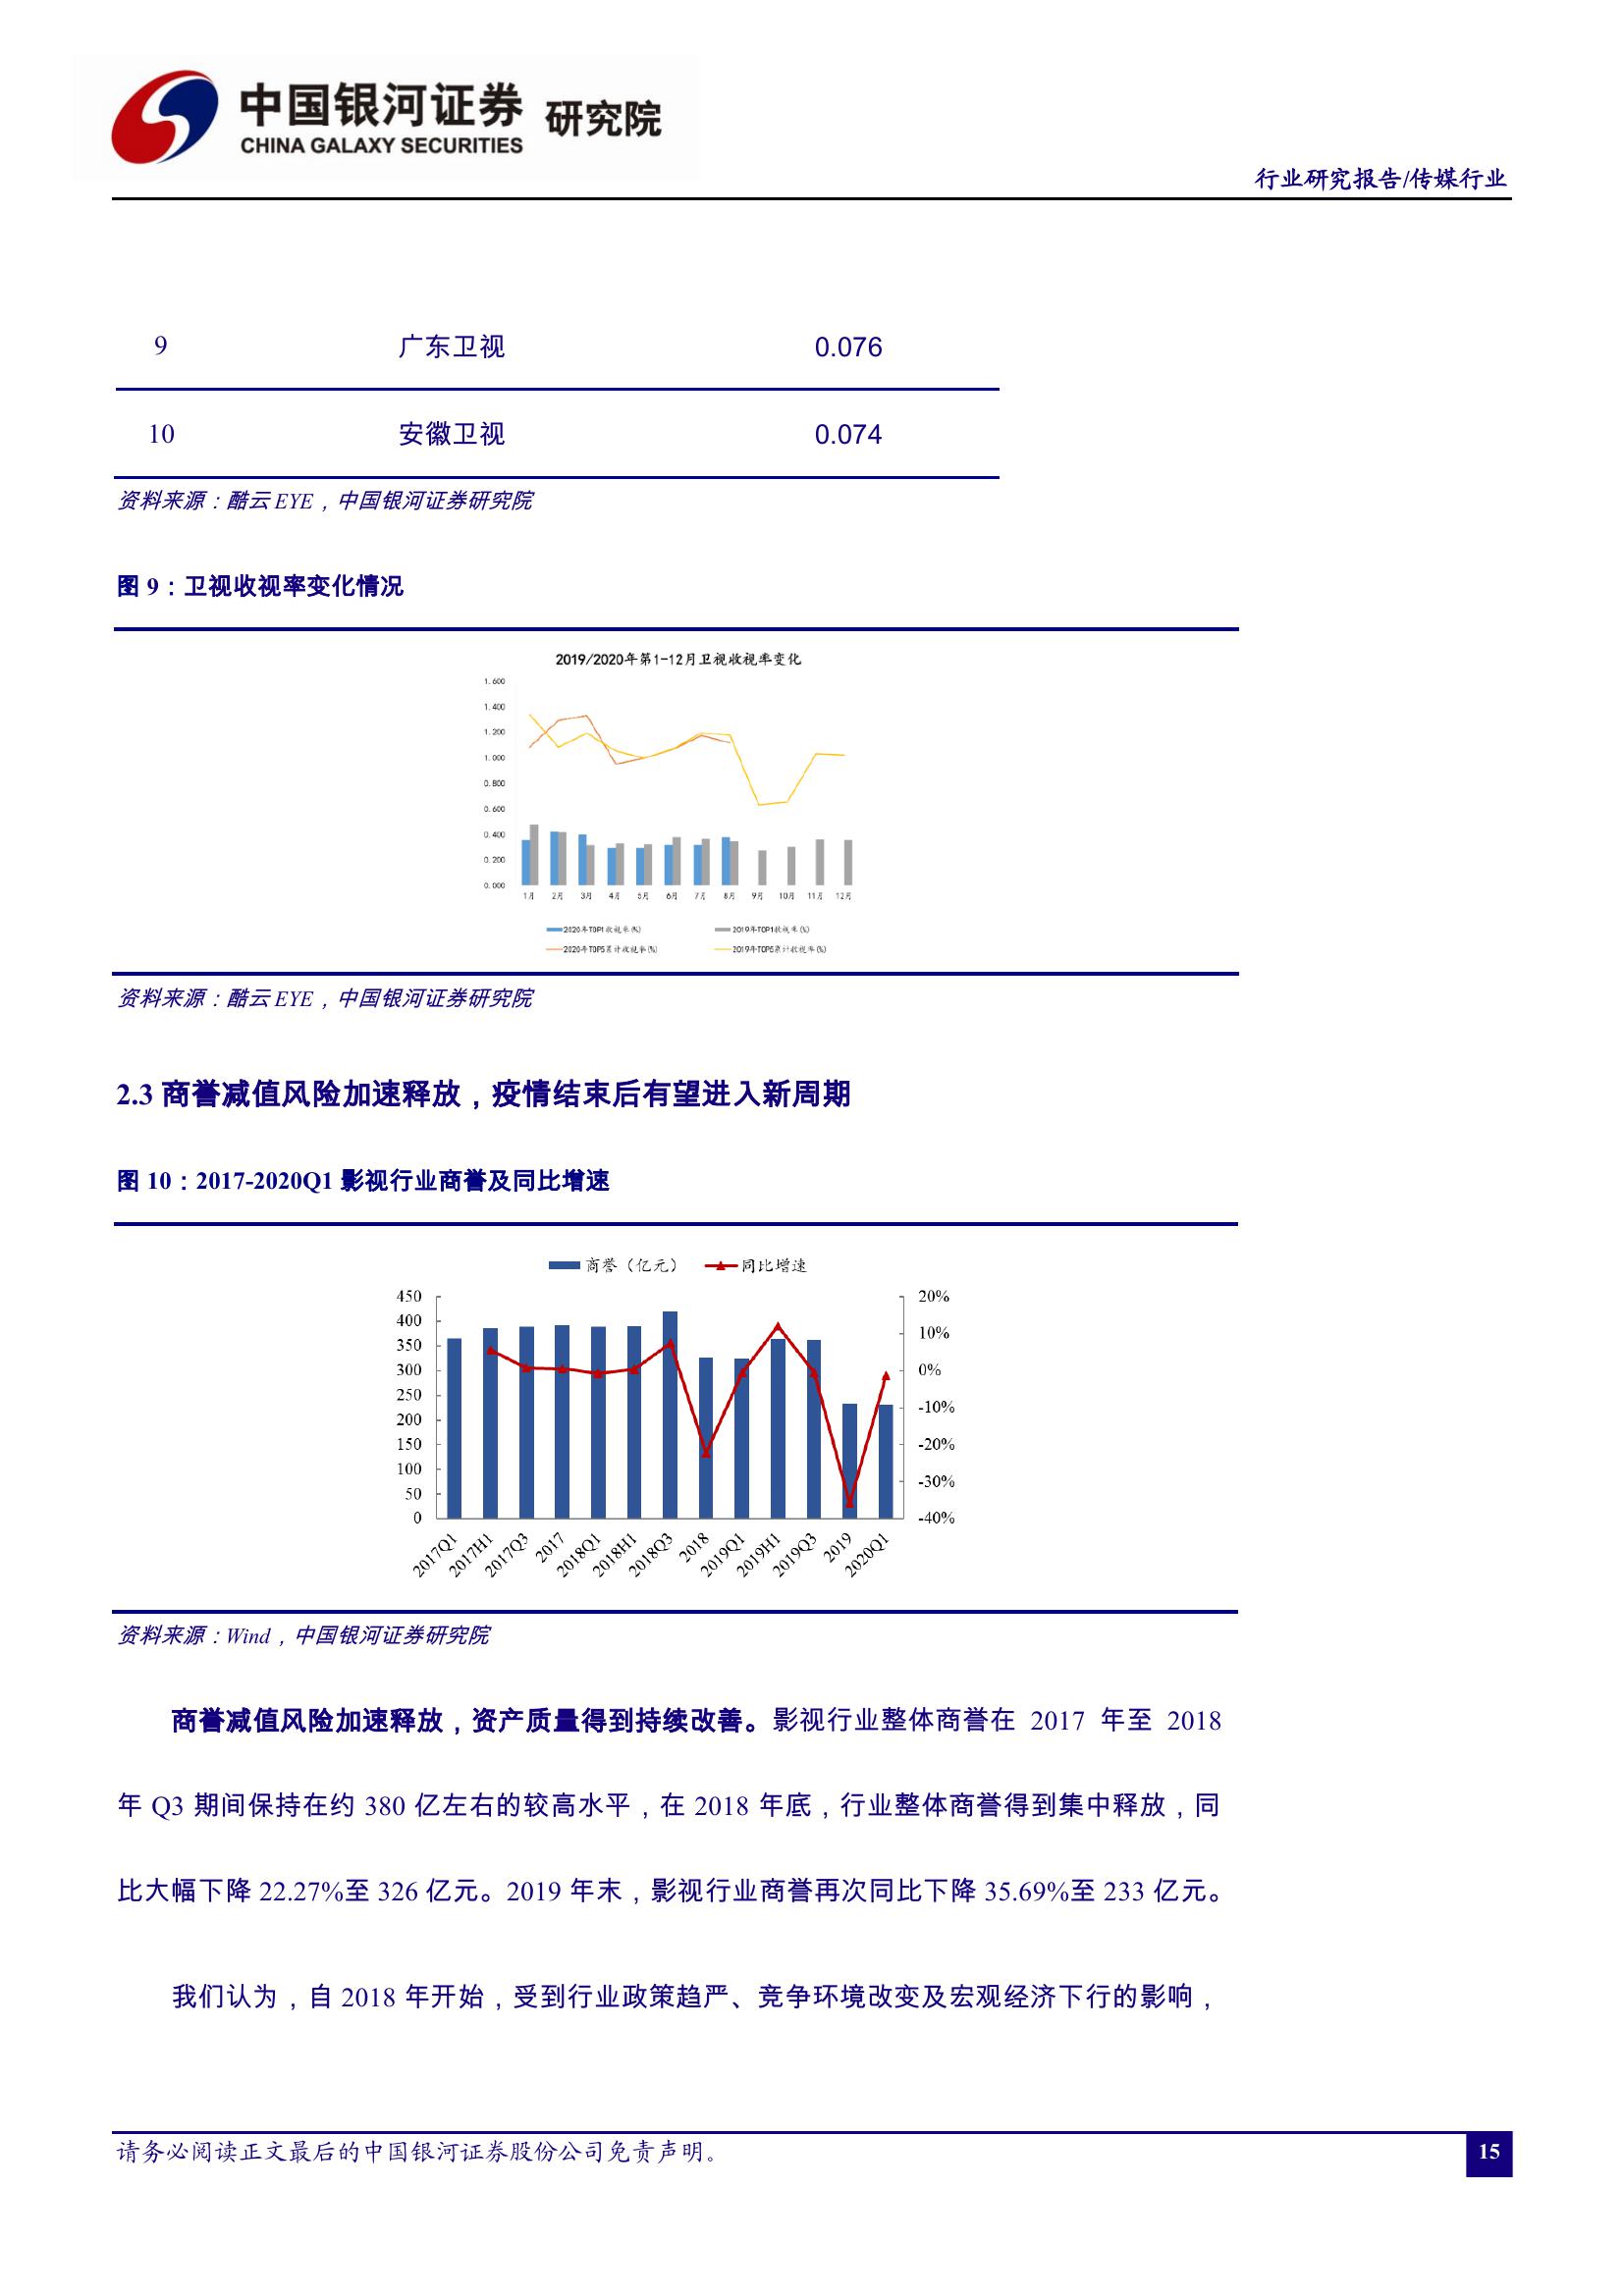 中国银河证券 研究院
CHINA GALAXY SECURITIES
行业研究报告/传媒行业
9 广东卫视 0.076
10 安徽卫视 0.074
资料来源：酷云 EYE，中国银河证券研究院
图 9：卫视收视率变化情况
2019/2020年第1-12月卫视收视率变化
1.600
1.400
1.200
1.000
0.800
0.600
0.400
0.200
0.000
1月 2月 3月 4月 5月 6月 7月 8月 9月 10月 11月 12月
2020年TOP1收视率(%) 2019年TOP1收视率(%)
2020年TOP5累计收视率(%) 2019年TOP5累计收视率(%)
资料来源：酷云 EYE，中国银河证券研究院
2.3 商誉减值风险加速释放，疫情结束后有望进入新周期
图 10：2017-2020Q1 影视行业商誉及同比增速
商誉（亿元） 同比增速
450 20%
400 10%
350 0%
300 -10%
250 -20%
200 -30%
150 -40%
100
50
0
2017Q1 2017H1 2017Q3 2017 2018Q1 2018H1 2018Q3 2018 2019Q1 2019H1 2019Q3 2019 2020Q1
资料来源：Wind，中国银河证券研究院
商誉减值风险加速释放，资产质量得到持续改善。影视行业整体商誉在 2017 年至 2018
年 Q3 期间保持在约 380 亿左右的较高水平，在 2018 年底，行业整体商誉得到集中释放，同
比大幅下降 22.27%至 326 亿元。2019 年末，影视行业商誉再次同比下降 35.69%至 233 亿元。
我们认为，自 2018 年开始，受到行业政策趋严、竞争环境改变及宏观经济下行的影响，
请务必阅读正文最后的中国银河证券股份公司免责声明。
15